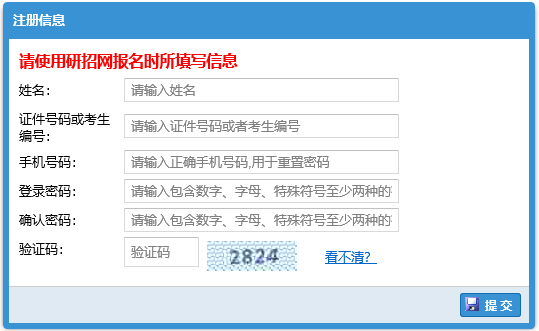 注册信息
请使用研招网报名时所填写信息
姓名：
请输入姓名
证件号码或考生
编号：
请输入证件号码或者考生编号
手机号码：
请输入正确手机号码,用于重置密码
登录密码：
请输入包含数字、字母、特殊符号至少两种的
确认密码：
请输入包含数字、字母、特殊符号至少两种的
验证码：
验证码
2824
看不清？
提交